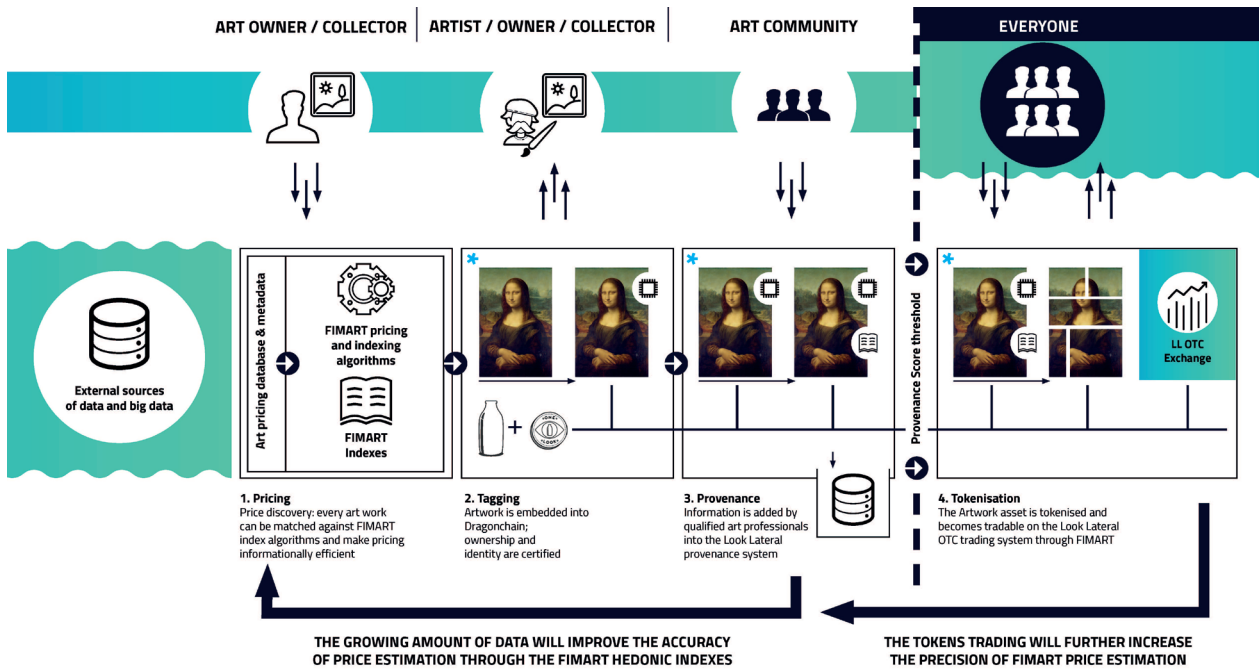 ART OWNER / COLLECTOR
ARTIST / OWNER / COLLECTOR
ART COMMUNITY
EVERYONE
External sources
of data and big data
Art pricing database & metadata
FIMART pricing
and indexing
algorithms
FIMART
Indexes
*
+
ONE
LOOK
*
Provenance Score threshold
*
LL OTC
Exchange
1. Pricing
Price discovery: every art work
can be matched against FIMART
index algorithms and make pricing
informationally efficient
2. Tagging
Artwork is embedded into
Dragonchain;
ownership and
identity are certified
3. Provenance
Information is added by
qualified art professionals
into the Look Lateral
provenance system
4. Tokenisation
The Artwork asset is tokenised and
becomes tradable on the Look Lateral
OTC trading system through FIMART
THE GROWING AMOUNT OF DATA WILL IMPROVE THE ACCURACY
OF PRICE ESTIMATION THROUGH THE FIMART HEDONIC INDEXES
THE TOKENS TRADING WILL FURTHER INCREASE
THE PRECISION OF FIMART PRICE ESTIMATION